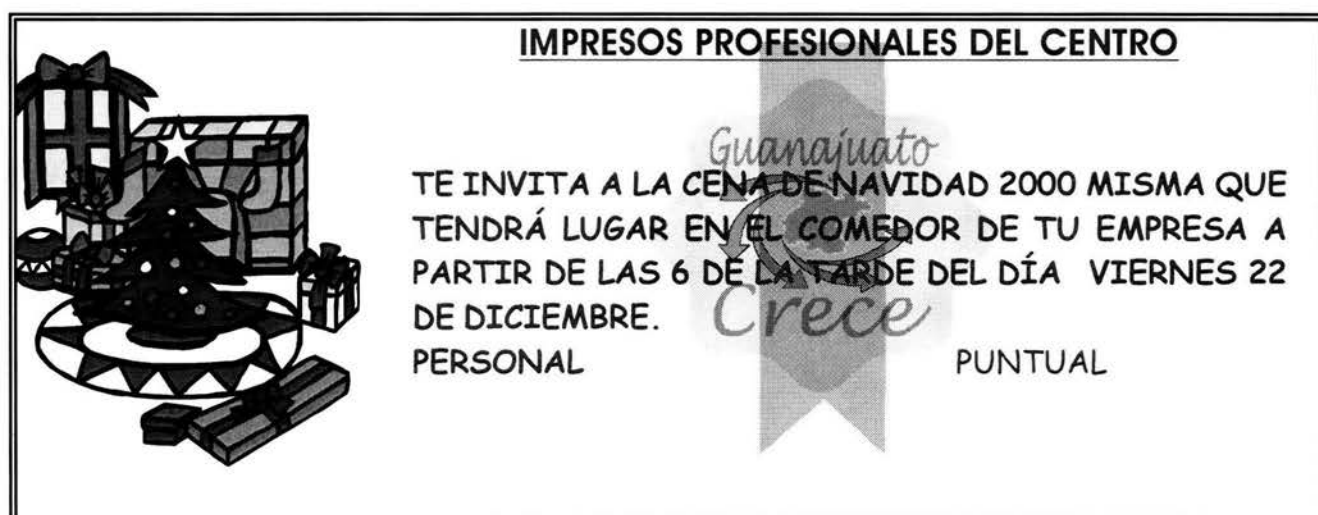 IMPRESOS PROFESIONALES DEL CENTRO
Guanajuato
TE INVITA A LA CENA DE NAVIDAD 2000 MISMA QUE
TENDRÁ LUGAR EN EL COMEDOR DE TU EMPRESA A
PARTIR DE LAS 6 DE LA TARDE DEL DÍA VIERNES 22
DE DICIEMBRE.
Crece
PERSONAL PUNTUAL